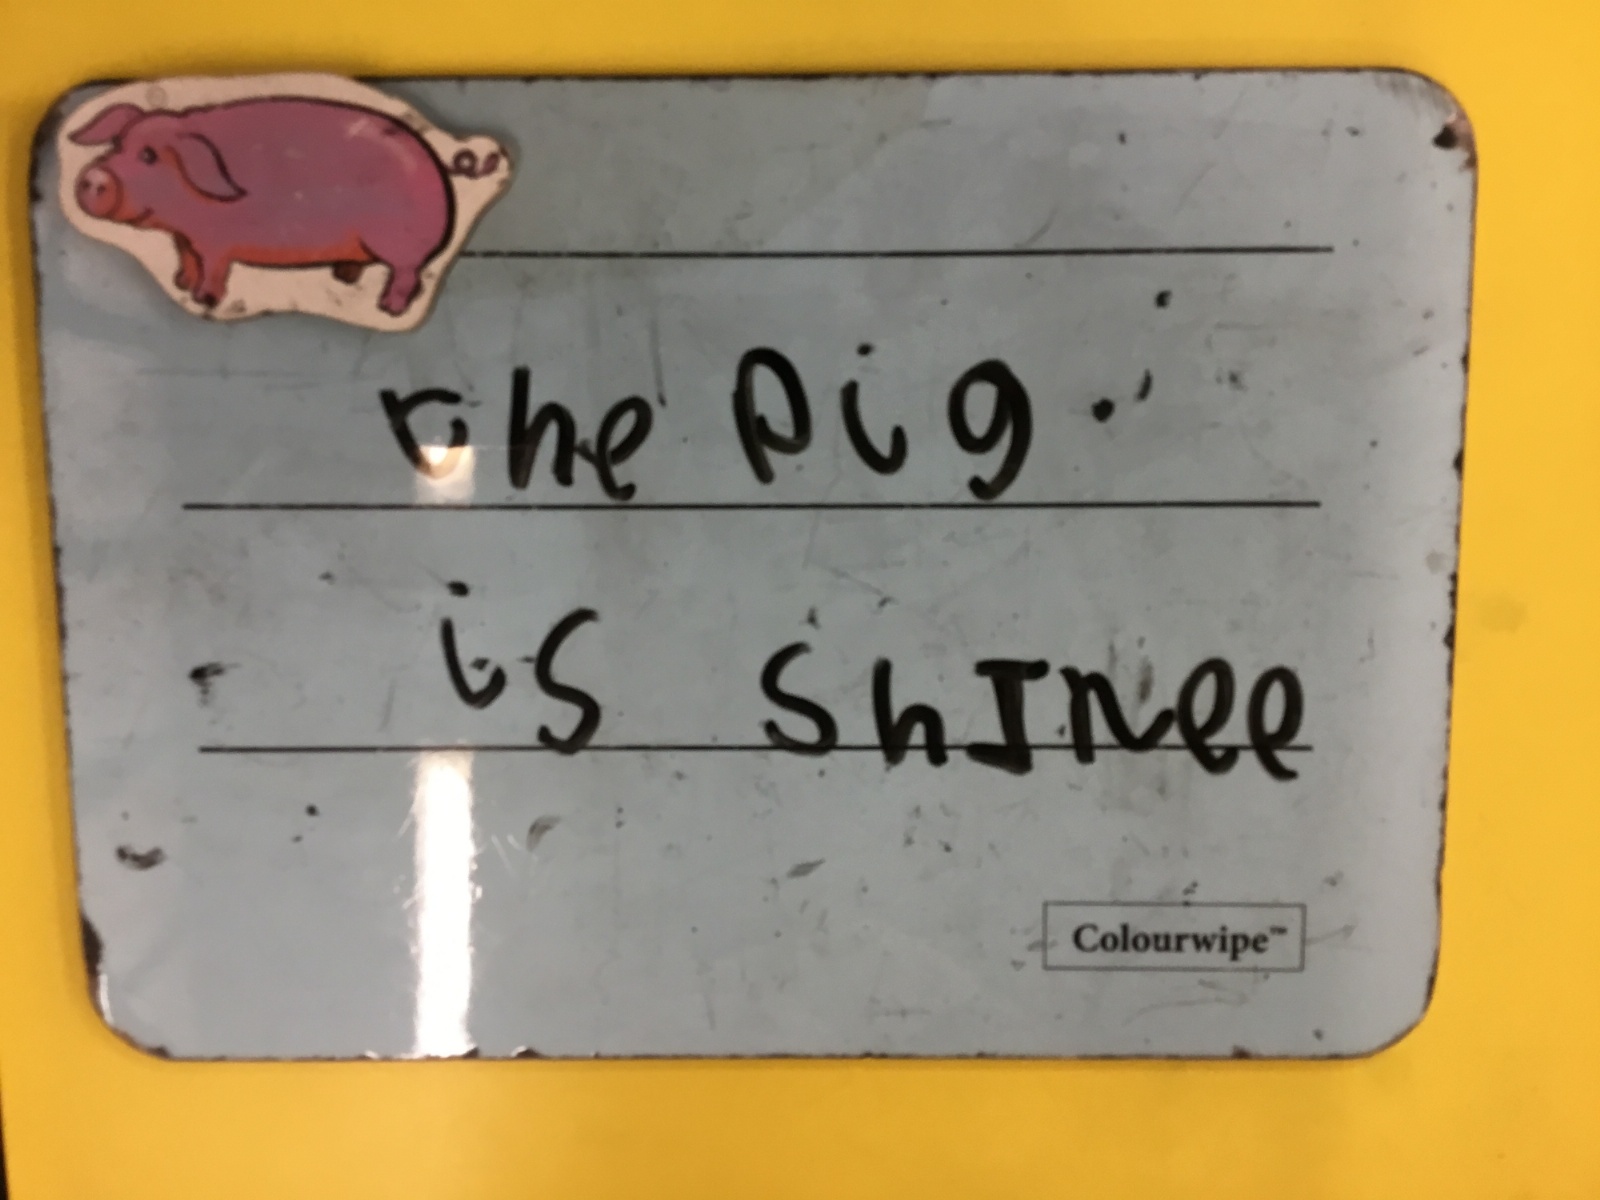 the pig.
is shInee
Colourwipe™